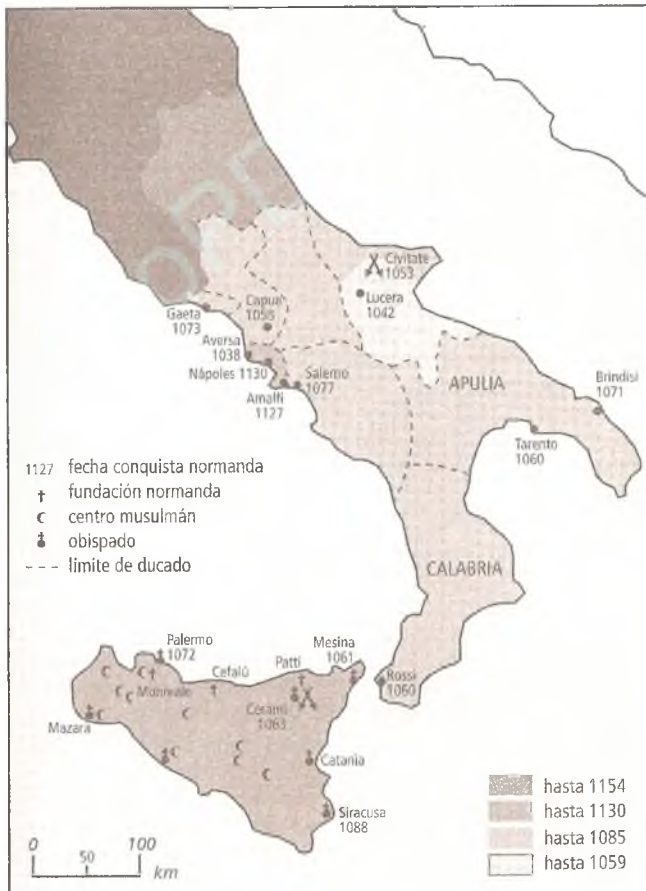 Civitate
1053
Lucera
1042
Gaeta
1073
Capua
1058
Aversa
1038
Nápoles 1130
Amalfi
1127
Salerno
1077
APULIA
Brindisi
1071
Tarento
1060
1127 fecha conquista normanda
fundación normanda
centro musulmán
obispado
límite de ducado
CALABRIA
Palermo
1072
Monreale
Cefalú
Patti
Mesina
1061
Rossi
1060
Cerami
1063
Mazara
Catania
Siracusa
1088
hasta 1154
hasta 1130
hasta 1085
hasta 1059
0 50 100
km